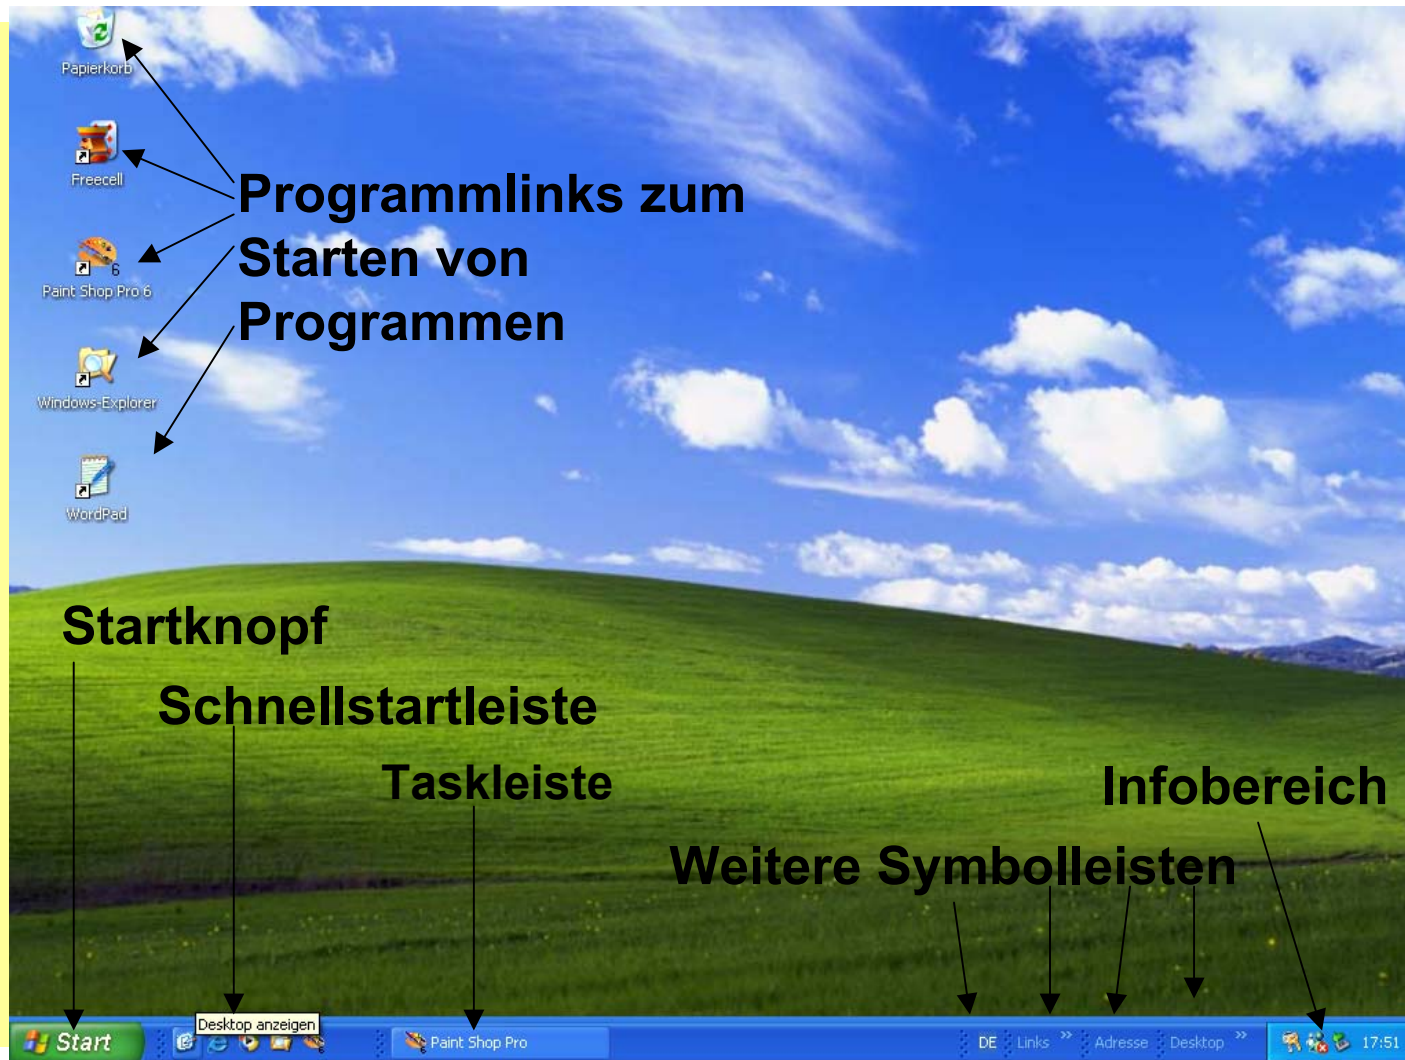 Papierkorb
Freecell
Programmlinks zum
Starten von
Programmen
6
Paint Shop Pro 6
Windows-Explorer
WordPad
Startknopf
Schnellstartleiste
Taskleiste
Infobereich
Weitere Symbolleisten
Desktop anzeigen
Start
Paint Shop Pro
DE
Links »
Adresse
Desktop »
17:51